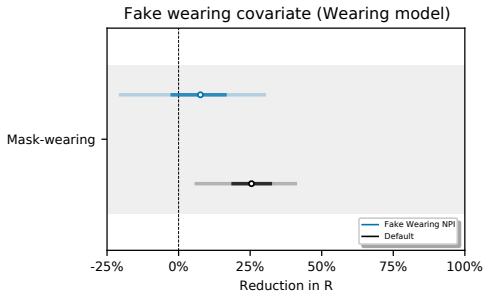 Fake wearing covariate (Wearing model)
Mask-wearing
Fake Wearing NPI
Default
-25% 0% 25% 50% 75% 100%
Reduction in R